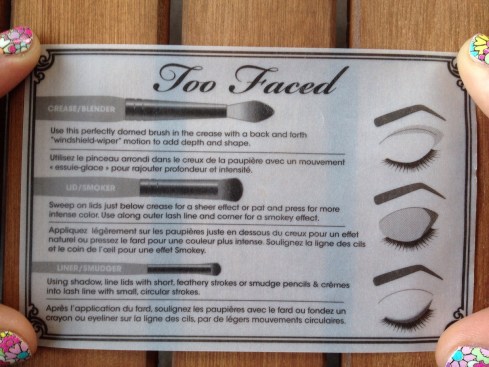 Too Faced
CREASE/BLENDER
Use this perfectly domed brush in the crease with a back and forth
"windshield-wiper" motion to add depth and shape.
Utilisez le pinceau arrondi dans le creux de la paupière avec un mouvement
« essuie-glace » pour rajouter profondeur et intensité.
LID/SMOKER
Sweep on lids just below crease for a sheer effect or pat and press for more
intense color. Use along outer lash line and corner for a smokey effect.
Appliquez légèrement sur les paupières juste en dessous du creux pour un effet
naturel ou pressez le fard pour une couleur plus intense. Soulignez la ligne des cils
et le coin de l'œil pour une effet Smokey.
LINER/SMUDGER
Using shadow, line lids with short, feathery strokes or smudge pencils & crèmes
into lash line with small, circular strokes.
Après l'application du fard, soulignez les paupières avec le fard ou fondez un
crayon ou eyeliner sur la ligne des cils, par de légers mouvements circulaires.